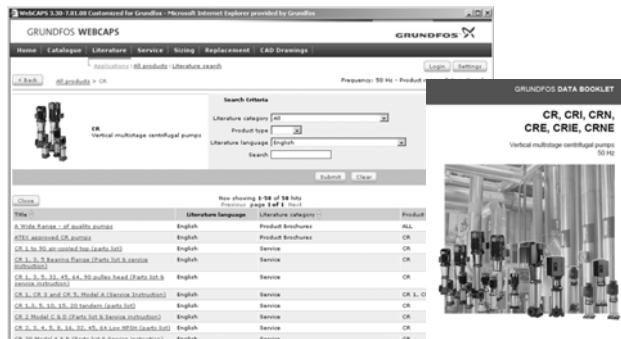 WebCAPS 3.30-7.01.08 Customized for Grundfos - Microsoft Internet Explorer provided by Grundfos
GRUNDFOS WEBCAPS
GRUNDFOS
Home Catalogue Literature Service Sizing Replacement CAD Drawings
Applications All products Literature search
Login Settings
< Back
All products > CR
Frequency: 50 Hz - Product
Search Criteria
CR
Vertical multistage centrifugal pumps
Literature category All
Product type
Literature language English
Search
Submit Clear
Close
Now showing 1-50 of 50 hits
Previous page 1 of 1 Next
Title Literature language Literature category Product
A Wide Range - of quality pumps English Product Brochures ALL
ATEX approved CR pumps English Product Brochures CR
CR 1 to 90 air-cooled top (parts list) English Service CR
CR 1, 3, 5 Bearing flange (Parts list & service
instruction) English Service CR
CR 1, 3, 5, 32, 45, 64, 90 pulley head (Parts list &
service instruction) English Service CR
CR 1, CR 3 and CR 5, Model A (Service Instruction) English Service CR 1, C
CR 1,3, 5, 10, 15, 20 tandem (parts list) English Service CR
CR 2 Model C & D (Parts list & Service instruction) English Service CR
CR 2, 3, 4, 5, 8, 16, 32, 45, 64 Low NPSH (parts list) English Service CR
English Service CR
GRUNDFOS DATA BOOKLET
CR, CRI, CRN,
CRE, CRIE, CRNE
Vertical multistage centrifugal pumps
50 Hz